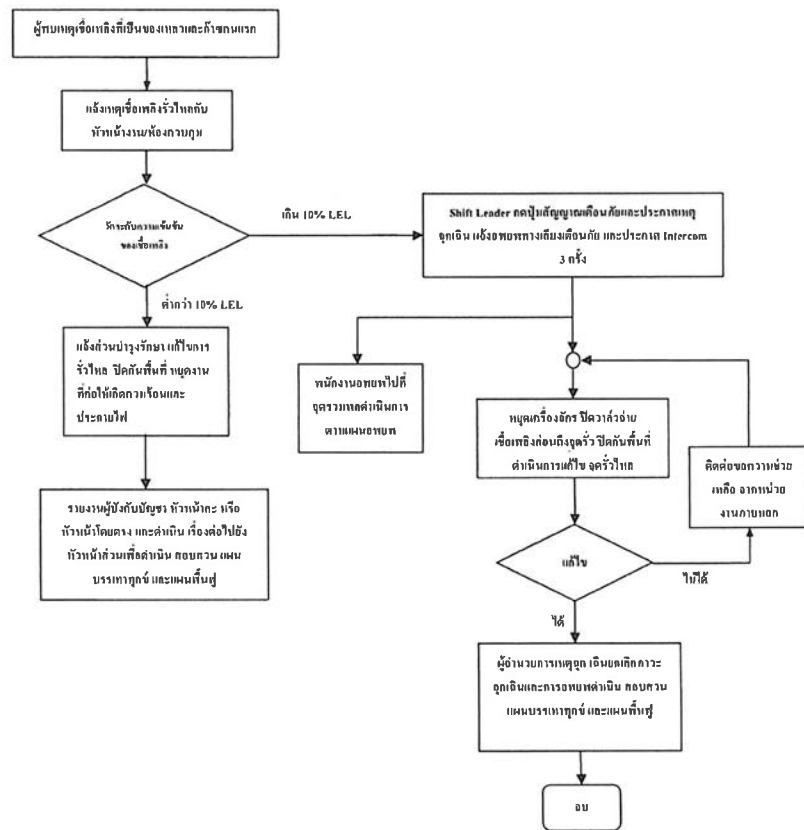 ผู้พบเหตุเชื้อเพลิงที่เป็นของเหลวและก๊าซคนแรก
แจ้งเหตุเชื้อเพลิงรั่วไหลกับ
หัวหน้างาน/ห้องควบคุม
วัดระดับความเข้มข้น
ของเชื้อเพลิง
เกิน 10% LEL
Shift Leader กดปุ่มสัญญาณเตือนภัยและประกาศเหตุ
ฉุกเฉิน แจ้งอพยพทางเสียงเตือนภัย และประกาศ Intercom
3 ครั้ง
ต่ำกว่า 10% LEL
แจ้งส่วนบำรุงรักษา แก้ไขการ
รั่วไหล ปิดกั้นพื้นที่ หยุดงาน
ที่ก่อให้เกิดความร้อนและ
ประกายไฟ
พนักงานอพยพไปที่
จุดรวมพลดำเนินการ
ตามแผนอพยพ
หยุดเครื่องจักร ปิดวาล์วจ่าย
เชื้อเพลิงก่อนถึงจุดรั่ว ปิดกั้นพื้นที่
ดำเนินการแก้ไข จุดรั่วไหล
ติดต่อขอความช่วย
เหลือ จากหน่วย
งานภายนอก
รายงานผู้บังคับบัญชา หัวหน้ากะ หรือ
หัวหน้าโดยตรง และดำเนิน เรื่องต่อไปยัง
หัวหน้าส่วนเพื่อดำเนิน สอบสวน แผน
บรรเทาทุกข์ และแผนฟื้นฟู
แก้ไข
ไม่ได้
ได้
ผู้อำนวยการเหตุฉุก เฉินยกเลิกภาวะ
ฉุกเฉินและการอพยพดำเนิน สอบสวน
แผนบรรเทาทุกข์ และแผนฟื้นฟู
จบ